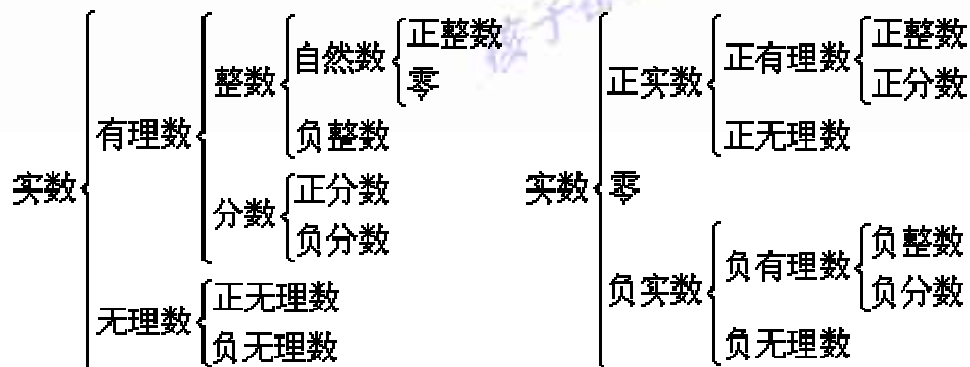 实数
有理数
整数
自然数
正整数
零
负整数
分数
正分数
负分数
无理数
正无理数
负无理数
实数
正实数
正有理数
正整数
正分数
正无理数
零
负实数
负有理数
负整数
负分数
负无理数